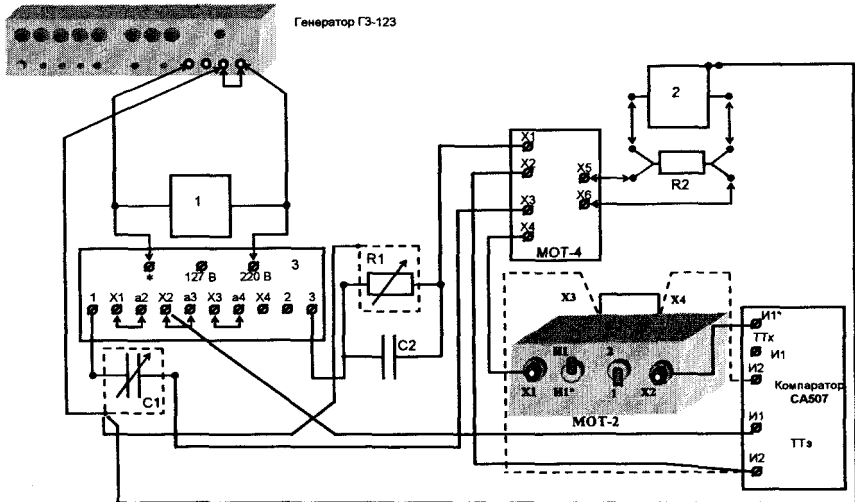 Генератор ГЗ-123
1
2
3
* 127 В 220 В
1 X1 a2 X2 a3 X3 a4 X4 2 3
C1
R1
C2
X1
X2
X3
X4
X5
X6
МОТ-4
R2
X3 X4
И1 2
X1 И1* 1 X2
МОТ-2
И1*
ТТх
И1
И2
Компаратор
СА507
И1
ТТэ
И2